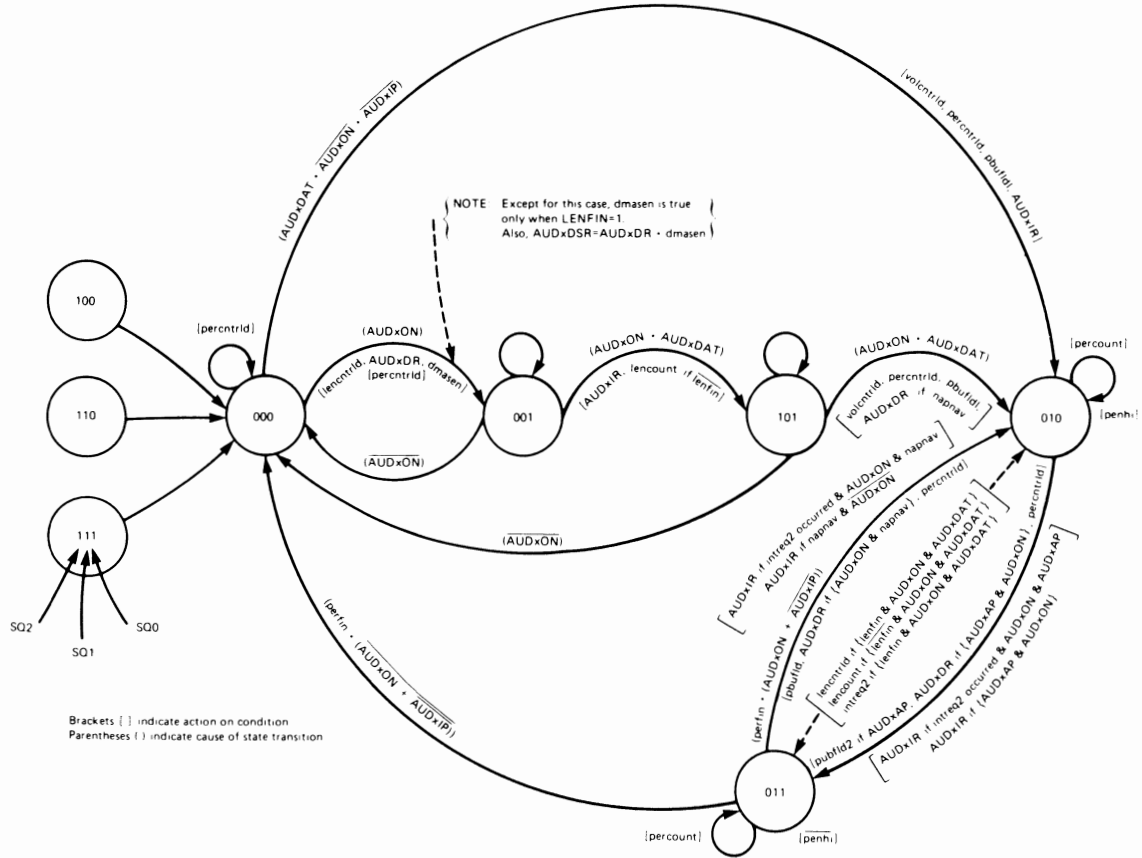 (AUDxDAT · AUDxON · AUDxIP)
[volcntrld, percntrld, pbufldl, AUDxIR]
NOTE Except for this case, dmasen is true
only when LENFIN=1.
Also, AUDxDSR=AUDxDR · dmasen
100
[percntrld]
(AUDxON)
[lencntrld, AUDxDR, dmasen]
[percntrld]
(AUDxON · AUDxDAT)
[AUDxIR, lencount if lenfin]
(AUDxON · AUDxDAT)
[volcntrld, percntrld, pbufldl,
AUDxDR if napnav]
[percount]
[penhi]
110
000
001
101
010
(AUDxON)
(AUDxON)
111
SQ2
SQ1
SQ0
[AUDxIR if intreq2 occurred & AUDxON & napnav
AUDxIR if napnav & AUDxON]
(perfin · (AUDxON + AUDxIP))
[pbufldl, AUDxDR if {AUDxON & napnav}, percntrld]
[lencntrld if {lenfin & AUDxON & AUDxDAT}
lencount if {lenfin & AUDxON & AUDxDAT}
intreq2 if {lenfin & AUDxON & AUDxDAT}]
[pubfld2 if AUDxAP, AUDxDR if {AUDxAP & AUDxON}, percntrld]
[AUDxIR if intreq2 occurred & AUDxON & AUDxAP
AUDxIR if {AUDxAP & AUDxON}]
(perfin · (AUDxON + AUDxIP))
Brackets [ ] indicate action on condition
Parentheses ( ) indicate cause of state transition
011
[percount]
[penhi]